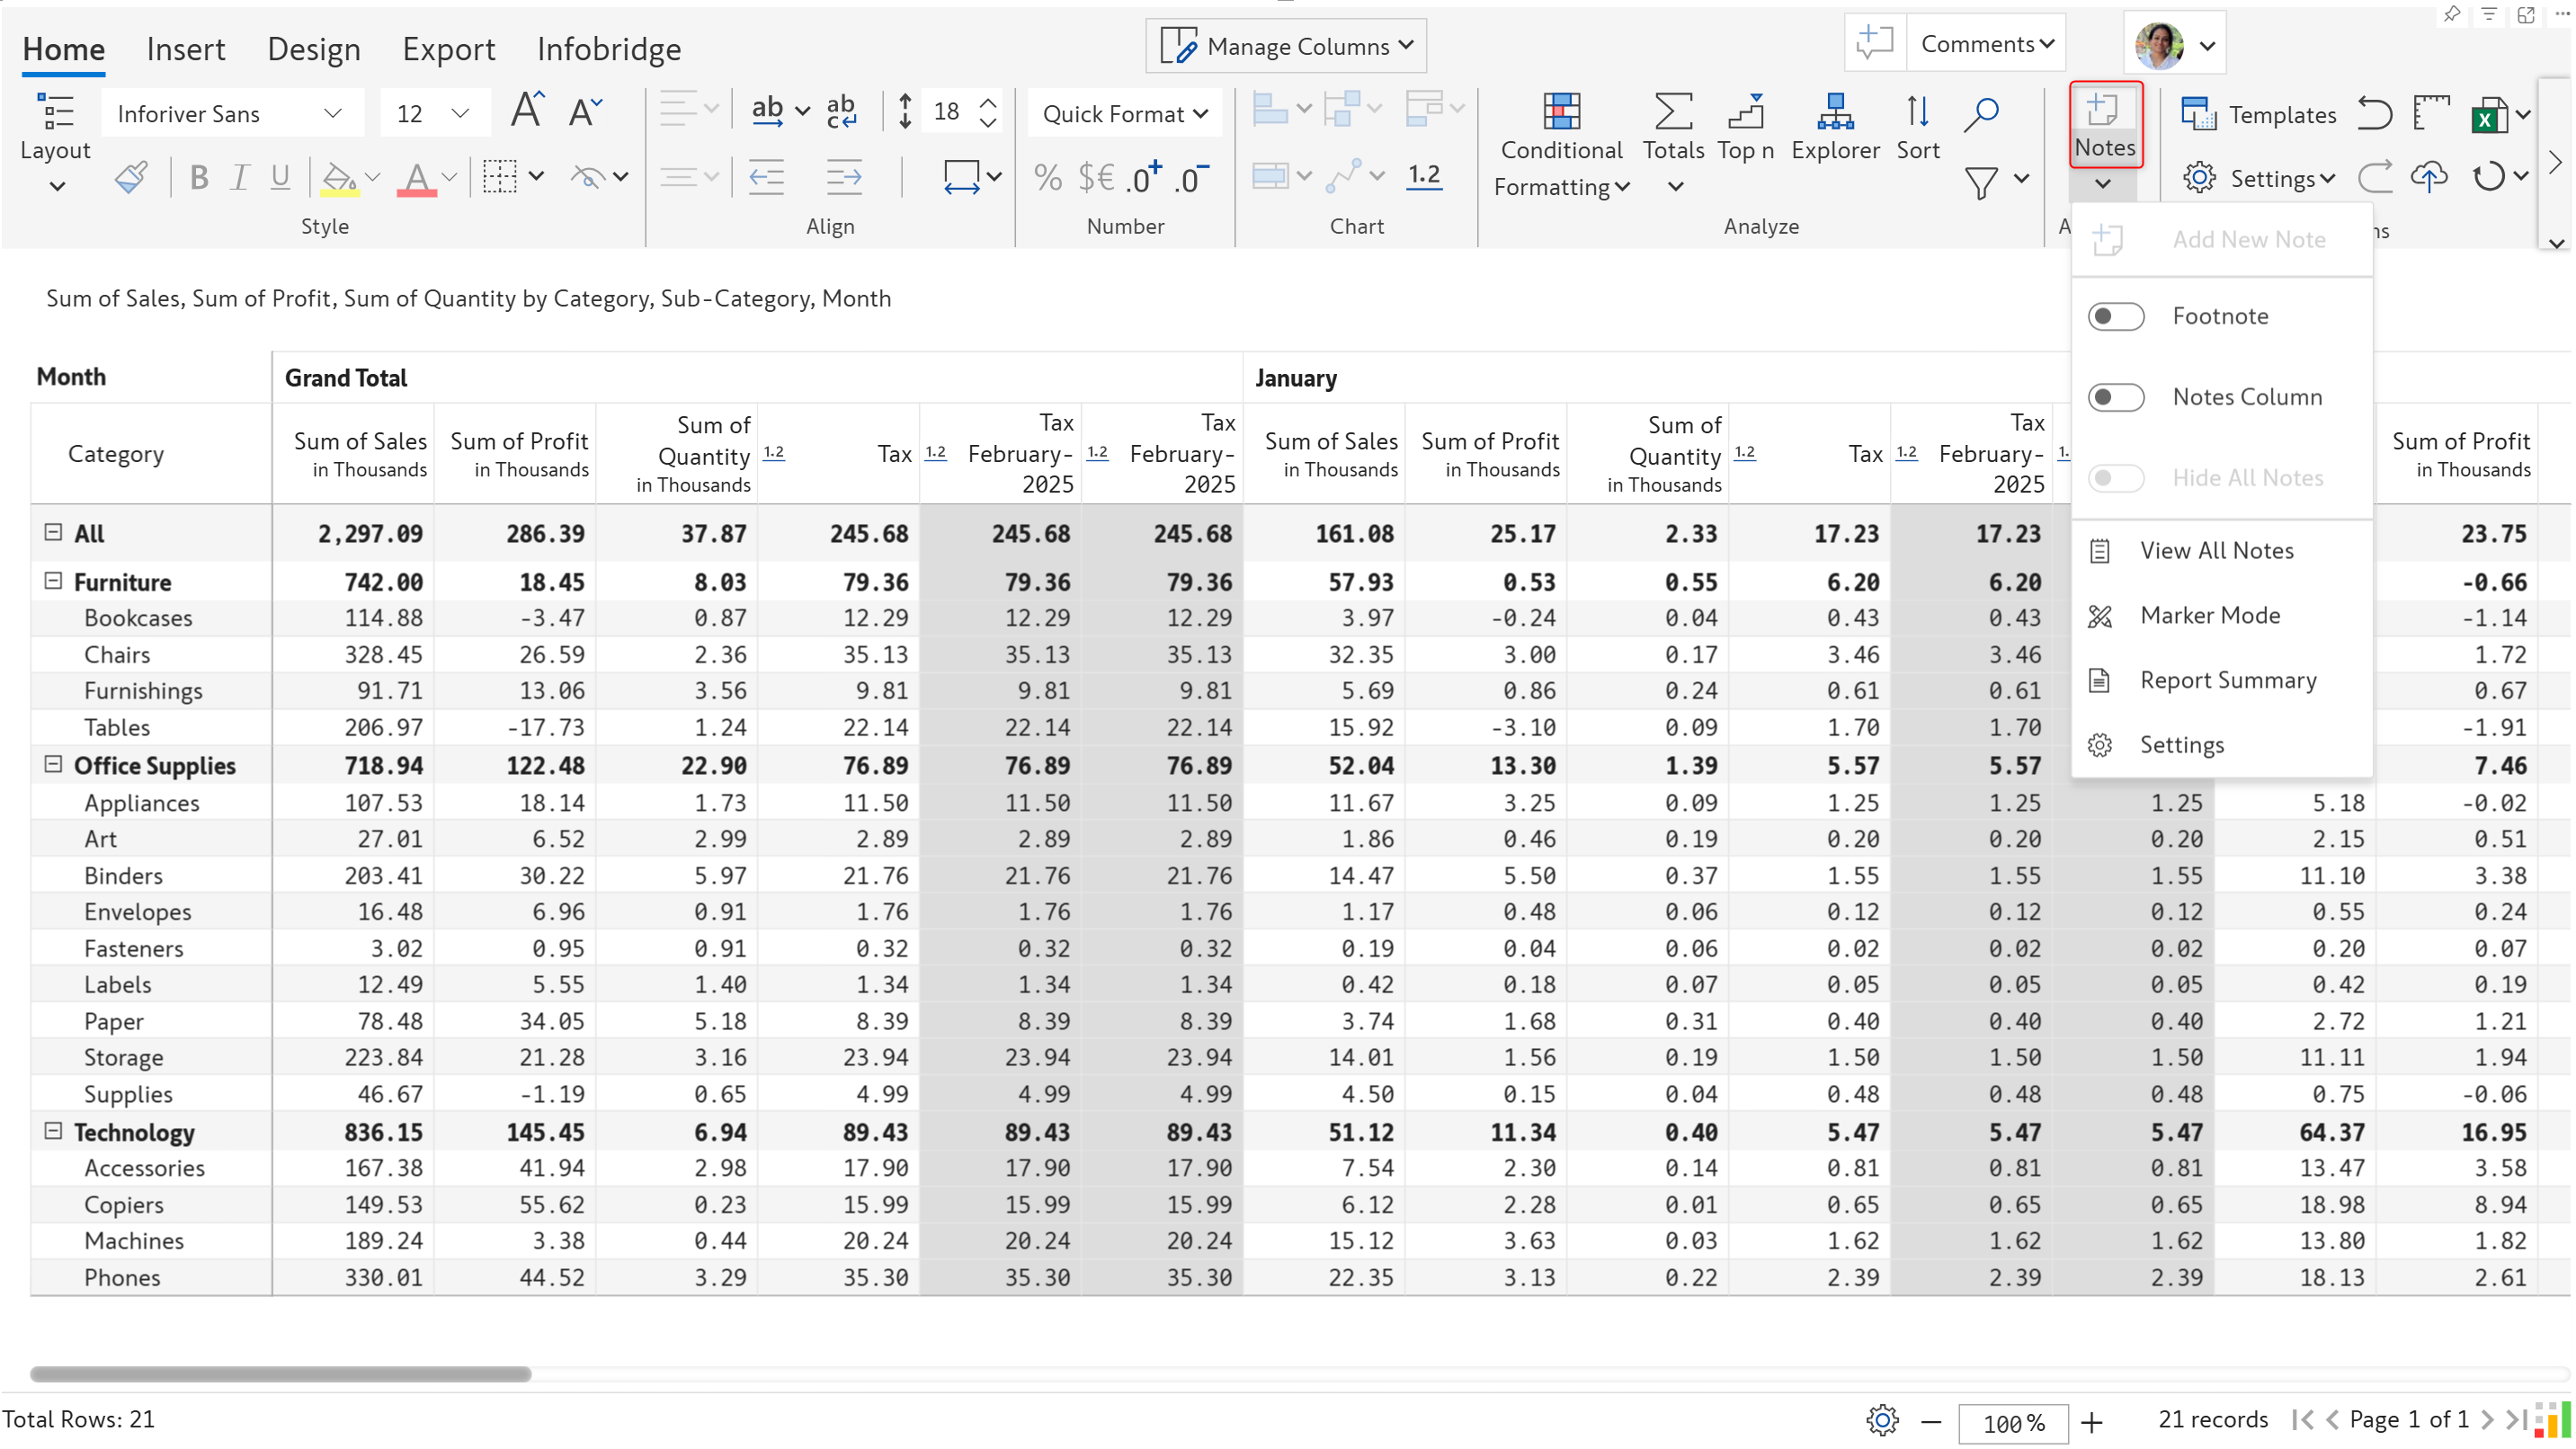 Home Insert Design Export Infobridge Manage Columns Comments
Layout Inforiver Sans 12 ab ab c 18 Quick Format Conditional Formatting Totals Top n Explorer Sort Notes Templates
B I U A % $€ .0+ .0- 1.2 Settings
Style Align Number Chart Analyze
Add New Note
Footnote
Notes Column
Hide All Notes
View All Notes
Marker Mode
Report Summary
Settings
Sum of Sales, Sum of Profit, Sum of Quantity by Category, Sub-Category, Month
Month Grand Total January
Category Sum of Sales in Thousands Sum of Profit in Thousands Sum of Quantity in Thousands 1.2 Tax 1.2 Tax February-2025 1.2 Tax February-2025 Sum of Sales in Thousands Sum of Profit in Thousands Sum of Quantity in Thousands 1.2 Tax 1.2 Tax February-2025 Sum of Profit in Thousands
All 2,297.09 286.39 37.87 245.68 245.68 245.68 161.08 25.17 2.33 17.23 17.23 23.75
Furniture 742.00 18.45 8.03 79.36 79.36 79.36 57.93 0.53 0.55 6.20 6.20 -0.66
Bookcases 114.88 -3.47 0.87 12.29 12.29 12.29 3.97 -0.24 0.04 0.43 0.43 -1.14
Chairs 328.45 26.59 2.36 35.13 35.13 35.13 32.35 3.00 0.17 3.46 3.46 1.72
Furnishings 91.71 13.06 3.56 9.81 9.81 9.81 5.69 0.86 0.24 0.61 0.61 0.67
Tables 206.97 -17.73 1.24 22.14 22.14 22.14 15.92 -3.10 0.09 1.70 1.70 -1.91
Office Supplies 718.94 122.48 22.90 76.89 76.89 76.89 52.04 13.30 1.39 5.57 5.57 7.46
Appliances 107.53 18.14 1.73 11.50 11.50 11.50 11.67 3.25 0.09 1.25 1.25 1.25 5.18 -0.02
Art 27.01 6.52 2.99 2.89 2.89 2.89 1.86 0.46 0.19 0.20 0.20 0.20 2.15 0.51
Binders 203.41 30.22 5.97 21.76 21.76 21.76 14.47 5.50 0.37 1.55 1.55 1.55 11.10 3.38
Envelopes 16.48 6.96 0.91 1.76 1.76 1.76 1.17 0.48 0.06 0.12 0.12 0.12 0.55 0.24
Fasteners 3.02 0.95 0.91 0.32 0.32 0.32 0.19 0.04 0.06 0.02 0.02 0.02 0.20 0.07
Labels 12.49 5.55 1.40 1.34 1.34 1.34 0.42 0.18 0.07 0.05 0.05 0.05 0.42 0.19
Paper 78.48 34.05 5.18 8.39 8.39 8.39 3.74 1.68 0.31 0.40 0.40 0.40 2.72 1.21
Storage 223.84 21.28 3.16 23.94 23.94 23.94 14.01 1.56 0.19 1.50 1.50 1.50 11.11 1.94
Supplies 46.67 -1.19 0.65 4.99 4.99 4.99 4.50 0.15 0.04 0.48 0.48 0.48 0.75 -0.06
Technology 836.15 145.45 6.94 89.43 89.43 89.43 51.12 11.34 0.40 5.47 5.47 5.47 64.37 16.95
Accessories 167.38 41.94 2.98 17.90 17.90 17.90 7.54 2.30 0.14 0.81 0.81 0.81 13.47 3.58
Copiers 149.53 55.62 0.23 15.99 15.99 15.99 6.12 2.28 0.01 0.65 0.65 0.65 18.98 8.94
Machines 189.24 3.38 0.44 20.24 20.24 20.24 15.12 3.63 0.03 1.62 1.62 1.62 13.80 1.82
Phones 330.01 44.52 3.29 35.30 35.30 35.30 22.35 3.13 0.22 2.39 2.39 2.39 18.13 2.61
Total Rows: 21 100% 21 records Page 1 of 1